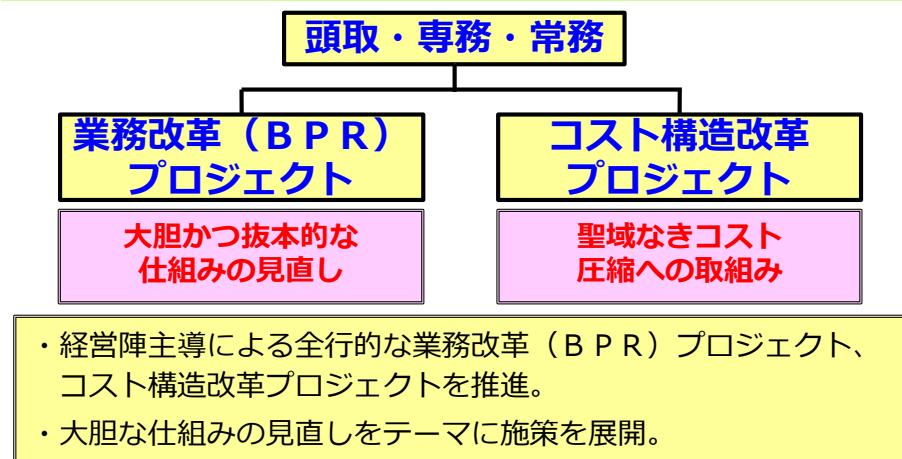 頭取・専務・常務
業務改革（ＢＰＲ）
プロジェクト
コスト構造改革
プロジェクト
大胆かつ抜本的な
仕組みの見直し
聖域なきコスト
圧縮への取組み
・経営陣主導による全行的な業務改革（ＢＰＲ）プロジェクト、
コスト構造改革プロジェクトを推進。
・大胆な仕組みの見直しをテーマに施策を展開。